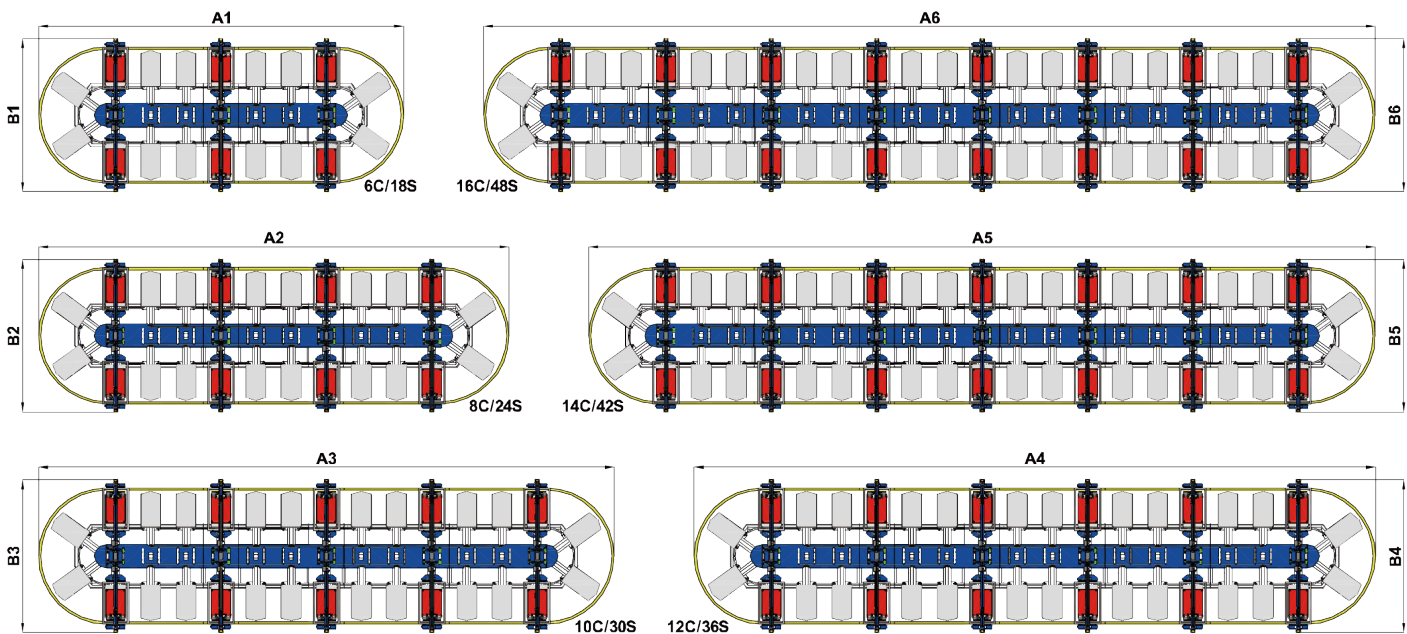 A1
B1
6C/18S
A6
B6
16C/48S
A2
B2
8C/24S
A5
B5
14C/42S
A3
B3
10C/30S
A4
B4
12C/36S